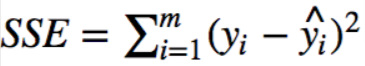 SSE = ∑ᵢ₌₁ᵐ (yᵢ − ŷᵢ)²